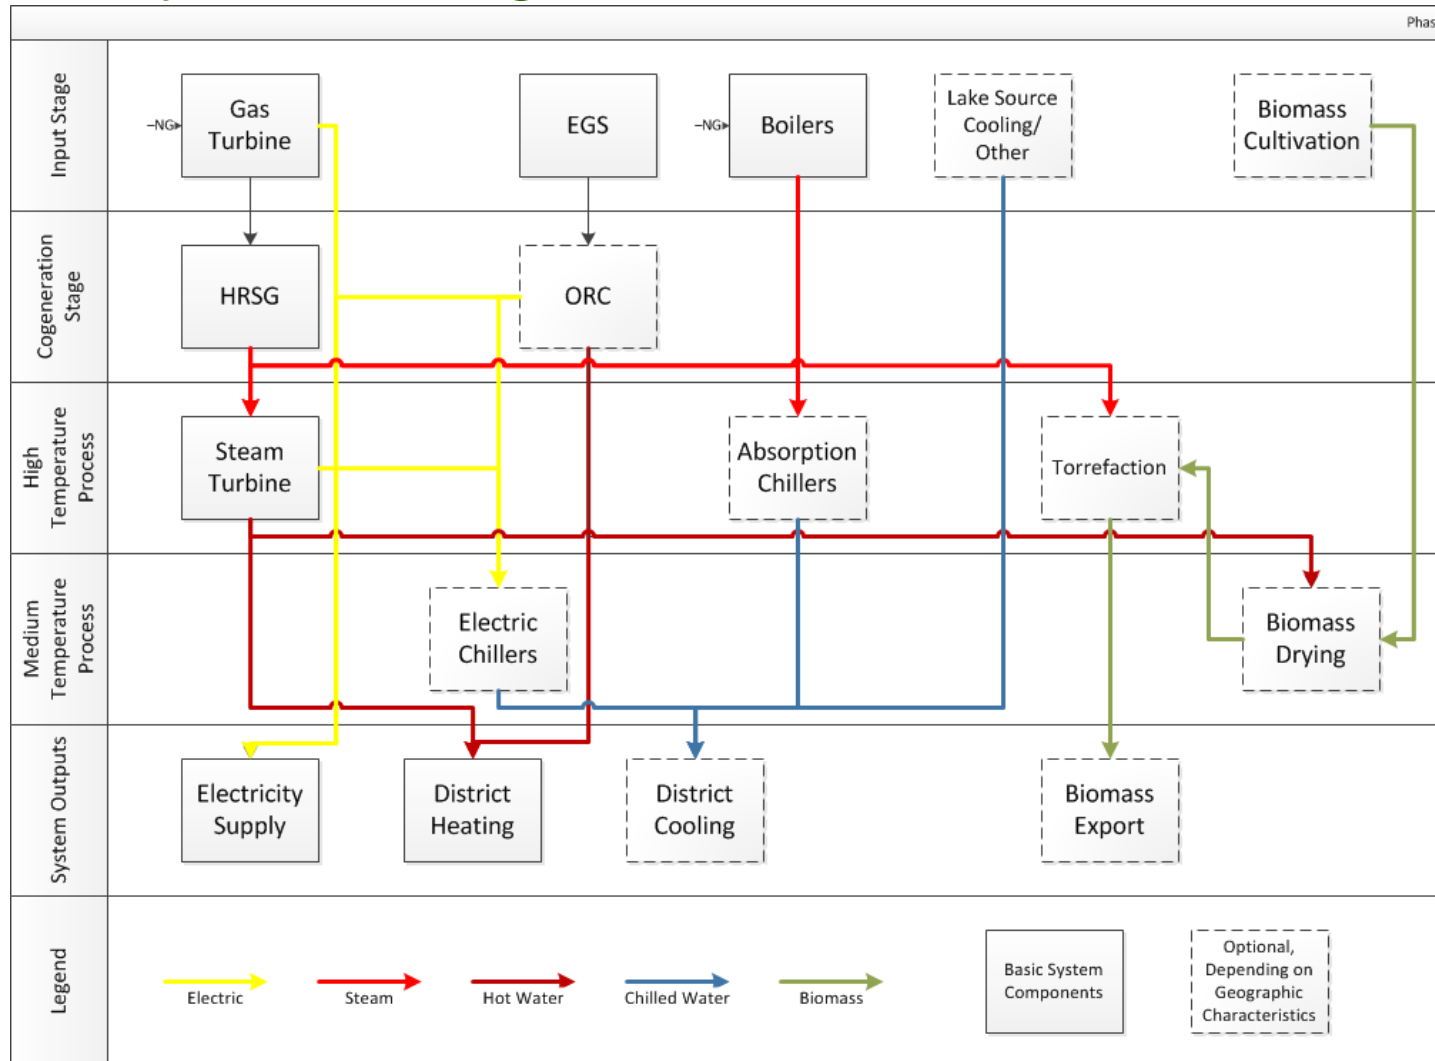 Phas
Input Stage
Gas
Turbine
–NG
EGS
–NG
Boilers
Lake Source
Cooling/
Other
Biomass
Cultivation
Cogeneration
Stage
HRSG
ORC
High
Temperature
Process
Steam
Turbine
Absorption
Chillers
Torrefaction
Medium
Temperature
Process
Electric
Chillers
Biomass
Drying
System Outputs
Electricity
Supply
District
Heating
District
Cooling
Biomass
Export
Legend
Electric
Steam
Hot Water
Chilled Water
Biomass
Basic System
Components
Optional,
Depending on
Geographic
Characteristics